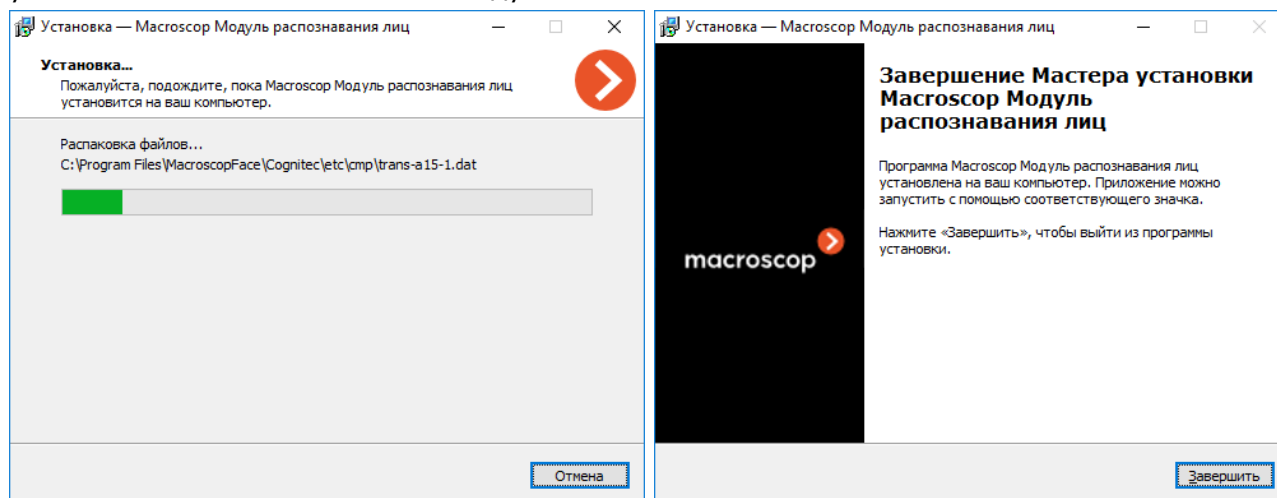 Установка — Macroscop Модуль распознавания лиц
Установка...
Пожалуйста, подождите, пока Macroscop Модуль распознавания лиц
установится на ваш компьютер.
Распаковка файлов...
C:\Program Files\MacroscopFace\Cognitec\etc\cmp\trans-a15-1.dat
Отмена
Установка — Macroscop Модуль распознавания лиц
macroscop
Завершение Мастера установки
Macroscop Модуль
распознавания лиц
Программа Macroscop Модуль распознавания лиц
установлена на ваш компьютер. Приложение можно
запустить с помощью соответствующего значка.
Нажмите «Завершить», чтобы выйти из программы
установки.
Завершить